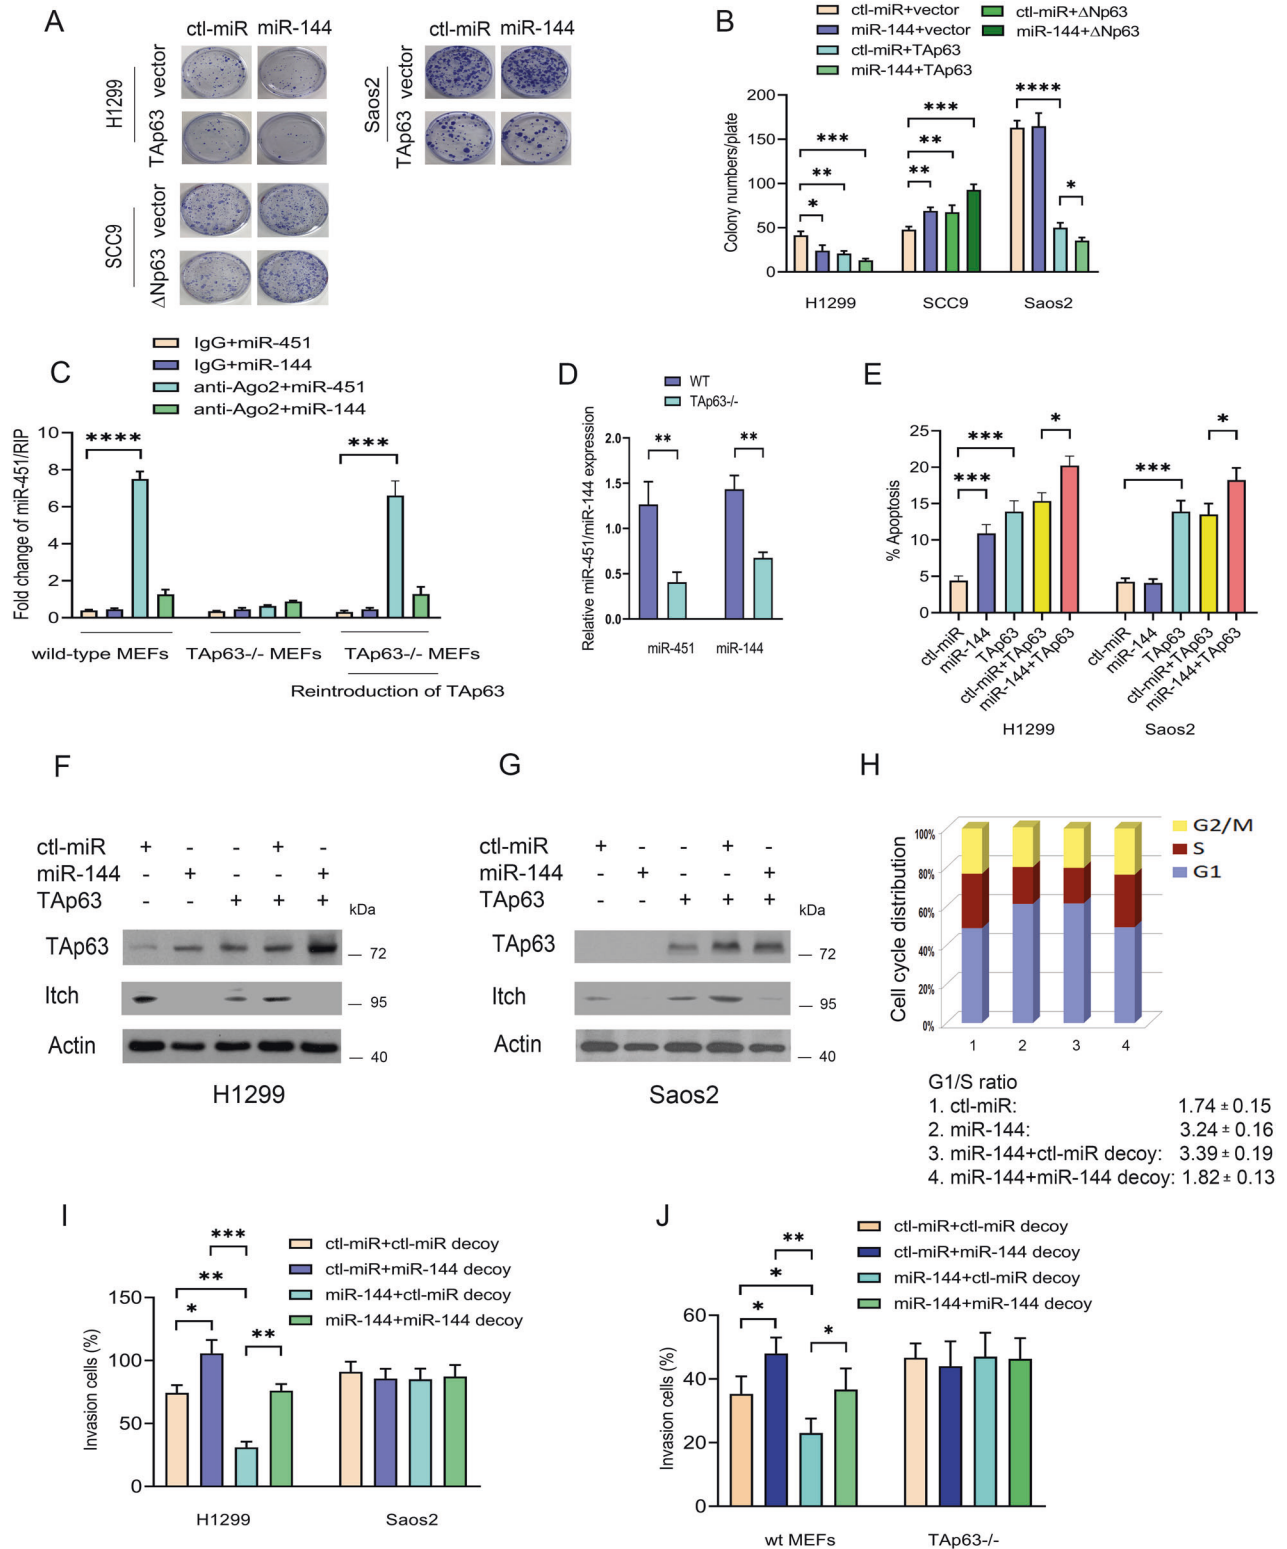 A
ctl-miR miR-144
H1299
vector
TAp63
SCC9
vector
ΔNp63
ctl-miR miR-144
Saos2
vector
TAp63
B
ctl-miR+vector
miR-144+vector
ctl-miR+TAp63
miR-144+TAp63
ctl-miR+ΔNp63
miR-144+ΔNp63
Colony numbers/plate
200
150
100
50
0
*** ** *
*** ** **
**** *
H1299 SCC9 Saos2
C
IgG+miR-451
IgG+miR-144
anti-Ago2+miR-451
anti-Ago2+miR-144
Fold change of miR-451/RIP
10
8
6
4
2
0
**** ***
wild-type MEFs TAp63-/- MEFs TAp63-/- MEFs
Reintroduction of TAp63
D
WT
TAp63-/-
Relative miR-451/miR-144 expression
2.0
1.5
1.0
0.5
0.0
** **
miR-451 miR-144
E
% Apoptosis
25
20
15
10
5
0
*** *** *
*** *
ctl-miR
miR-144
TAp63
ctl-miR+TAp63
miR-144+TAp63
ctl-miR
miR-144
TAp63
ctl-miR+TAp63
miR-144+TAp63
H1299 Saos2
F
ctl-miR + - - + -
miR-144 - + - - +
TAp63 - - + + +
kDa
TAp63 — 72
Itch — 95
Actin — 40
H1299
G
ctl-miR + - - + -
miR-144 - + - - +
TAp63 - - + + +
kDa
TAp63 — 72
Itch — 95
Actin — 40
Saos2
H
Cell cycle distribution
100%
80%
60%
40%
20%
0%
1 2 3 4
G2/M
S
G1
G1/S ratio
1. ctl-miR: 1.74 ± 0.15
2. miR-144: 3.24 ± 0.16
3. miR-144+ctl-miR decoy: 3.39 ± 0.19
4. miR-144+miR-144 decoy: 1.82 ± 0.13
I
ctl-miR+ctl-miR decoy
ctl-miR+miR-144 decoy
miR-144+ctl-miR decoy
miR-144+miR-144 decoy
Invasion cells (%)
150
100
50
0
*** ** * **
H1299 Saos2
J
ctl-miR+ctl-miR decoy
ctl-miR+miR-144 decoy
miR-144+ctl-miR decoy
miR-144+miR-144 decoy
Invasion cells (%)
60
40
20
0
** * * *
wt MEFs TAp63-/-